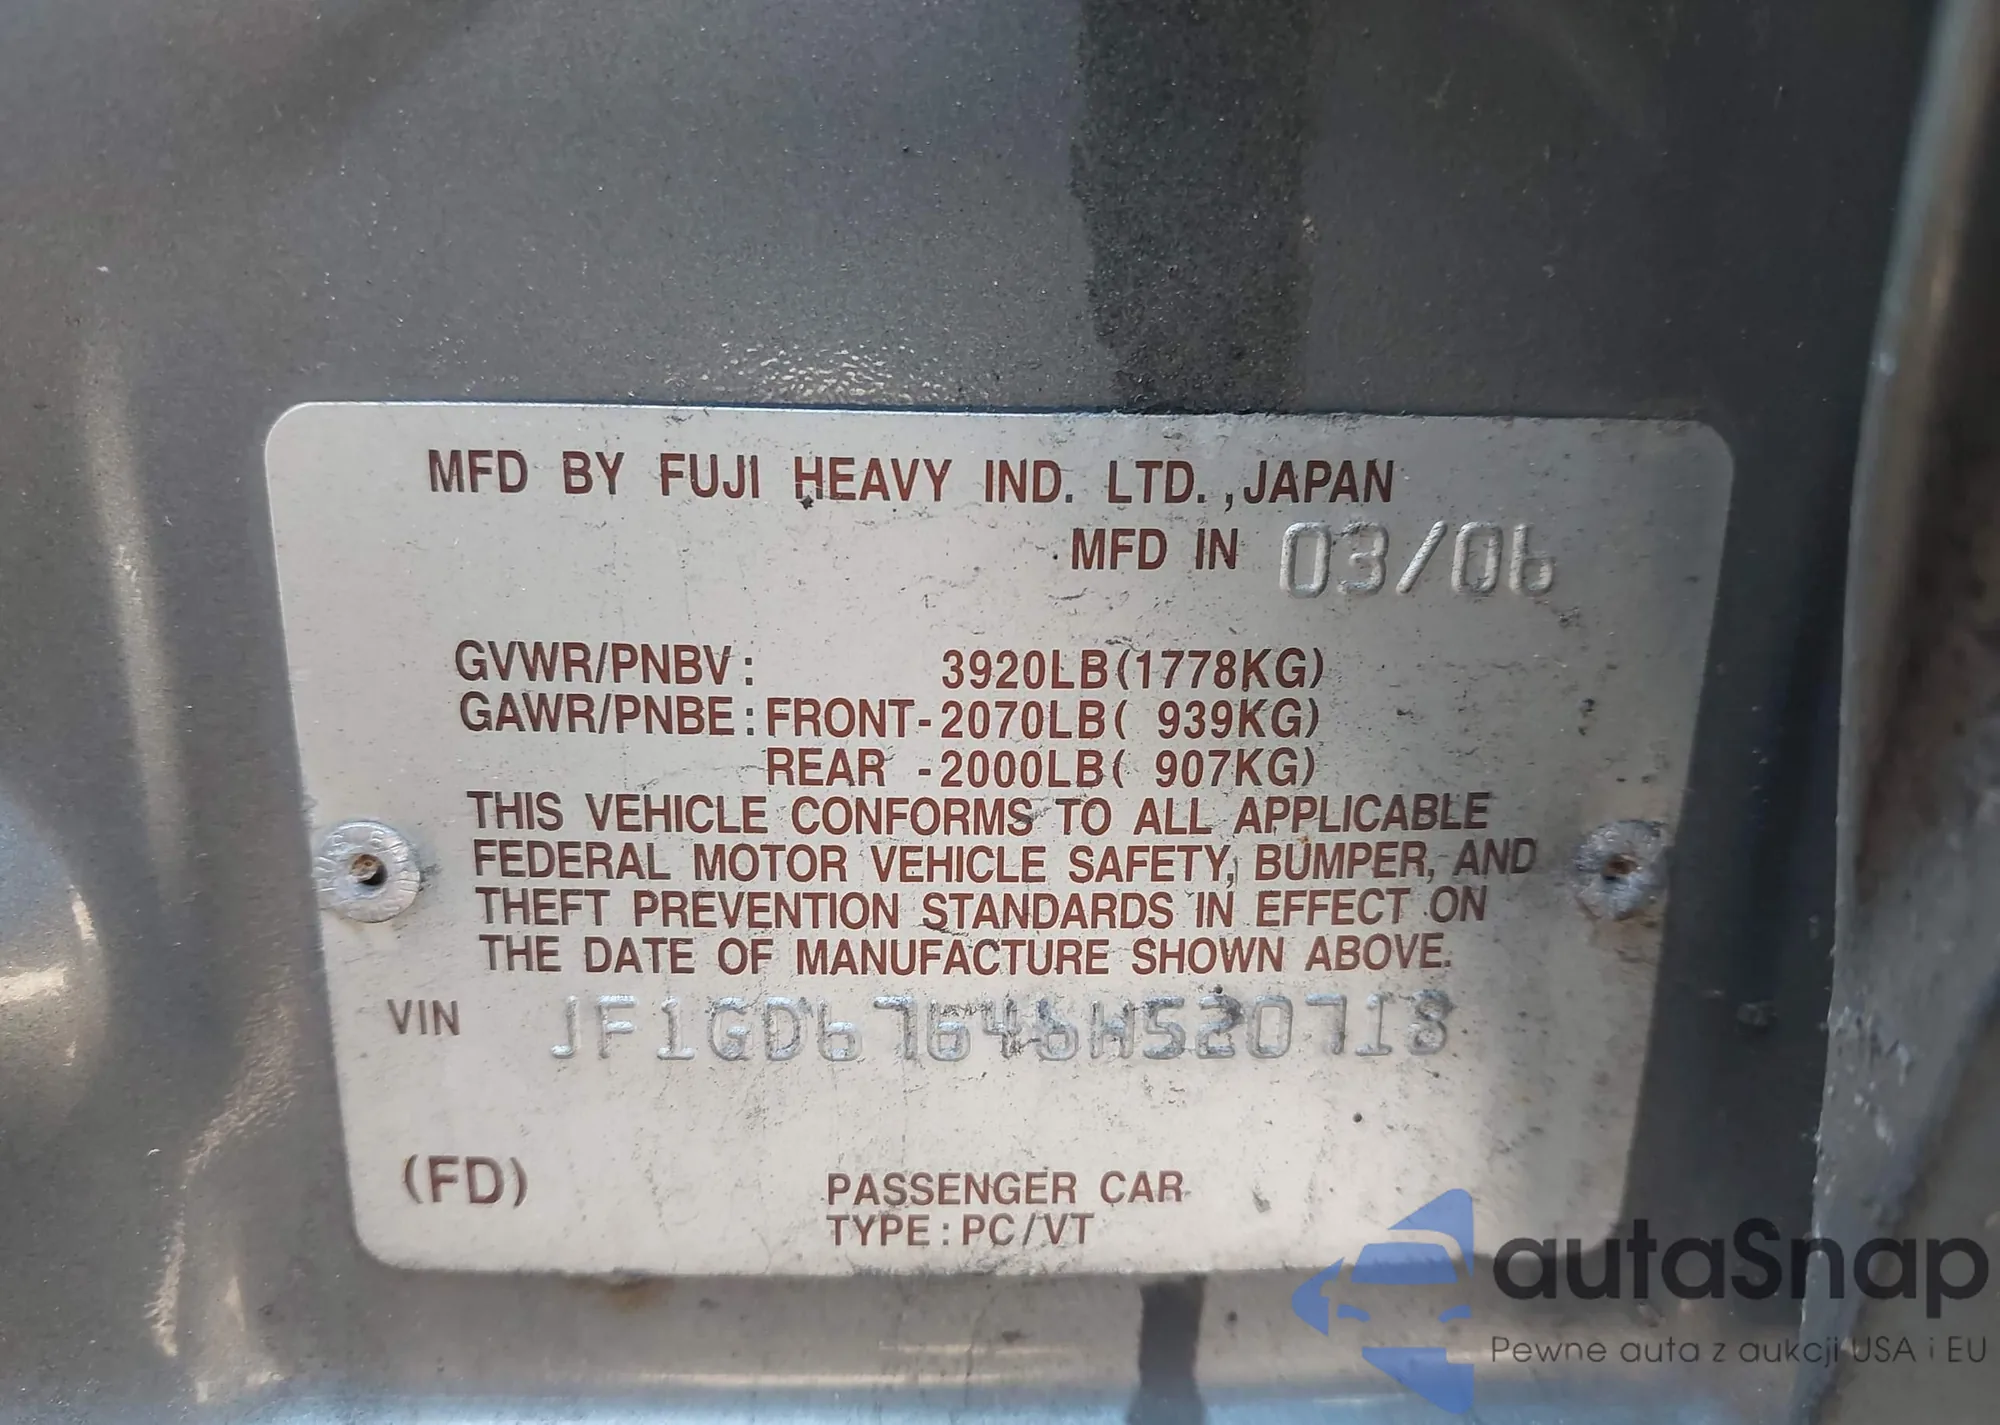 MFD BY FUJI HEAVY IND. LTD. ,JAPAN
MFD IN 03/06
GVWR/PNBV: 3920LB(1778KG)
GAWR/PNBE:FRONT-2070LB( 939KG)
REAR -2000LB( 907KG)
THIS VEHICLE CONFORMS TO ALL APPLICABLE
FEDERAL MOTOR VEHICLE SAFETY, BUMPER, AND
THEFT PREVENTION STANDARDS IN EFFECT ON
THE DATE OF MANUFACTURE SHOWN ABOVE.
VIN JF1GD67646H520718
(FD)
PASSENGER CAR
TYPE:PC/VT
autaSnap
Pewne auta z aukcji USA i EU